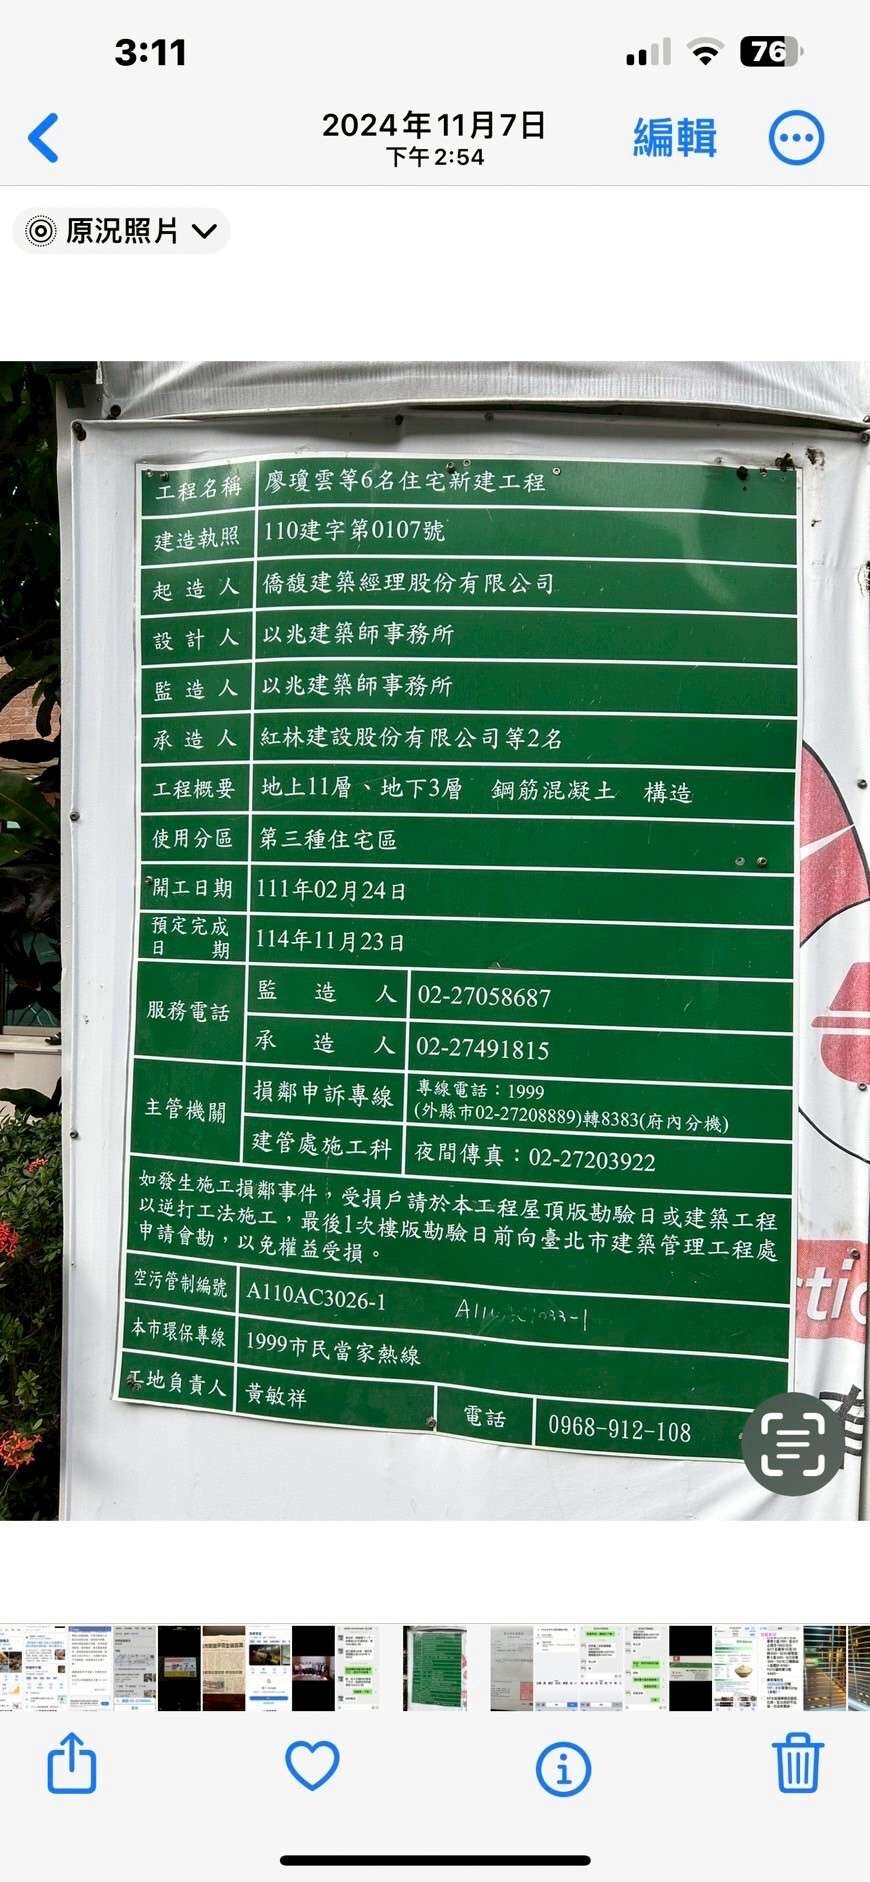 3:11
76
2024年11月7日
下午2:54
編輯
原況照片
工程名稱 廖瓊雲等6名住宅新建工程
建造執照 110建字第0107號
起造人 僑馥建築經理股份有限公司
設計人 以兆建築師事務所
監造人 以兆建築師事務所
承造人 紅林建設股份有限公司等2名
工程概要 地上11層、地下3層 鋼筋混凝土 構造
使用分區 第三種住宅區
開工日期 111年02月24日
預定完成
日期 114年11月23日
服務電話 監造人 02-27058687
承造人 02-27491815
主管機關 損鄰申訴專線 專線電話：1999
(外縣市02-27208889)轉8383(府內分機)
建管處施工科 夜間傳真：02-27203922
如發生施工損鄰事件，受損戶請於本工程屋頂版勘驗日或建築工程
以逆打工法施工，最後1次樓版勘驗日前向臺北市建築管理工程處
申請會勘，以免權益受損。
空污管制編號 A110AC3026-1
本市環保專線 1999市民當家熱線
工地負責人 黃敏祥 電話 0968-912-108